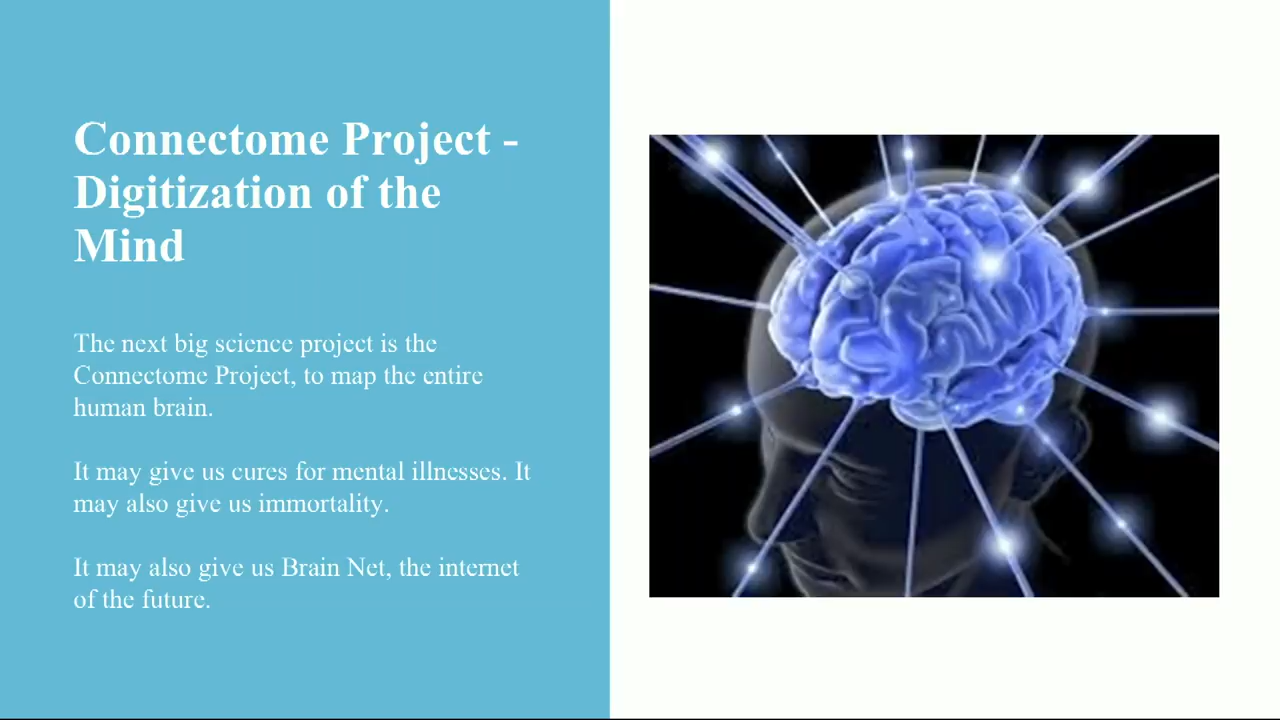 Connectome Project -
Digitization of the
Mind
The next big science project is the
Connectome Project, to map the entire
human brain.
It may give us cures for mental illnesses. It
may also give us immortality.
It may also give us Brain Net, the internet
of the future.